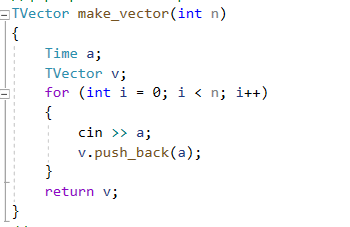 TVector make_vector(int n)
{
    Time a;
    TVector v;
    for (int i = 0; i < n; i++)
    {
        cin >> a;
        v.push_back(a);
    }
    return v;
}